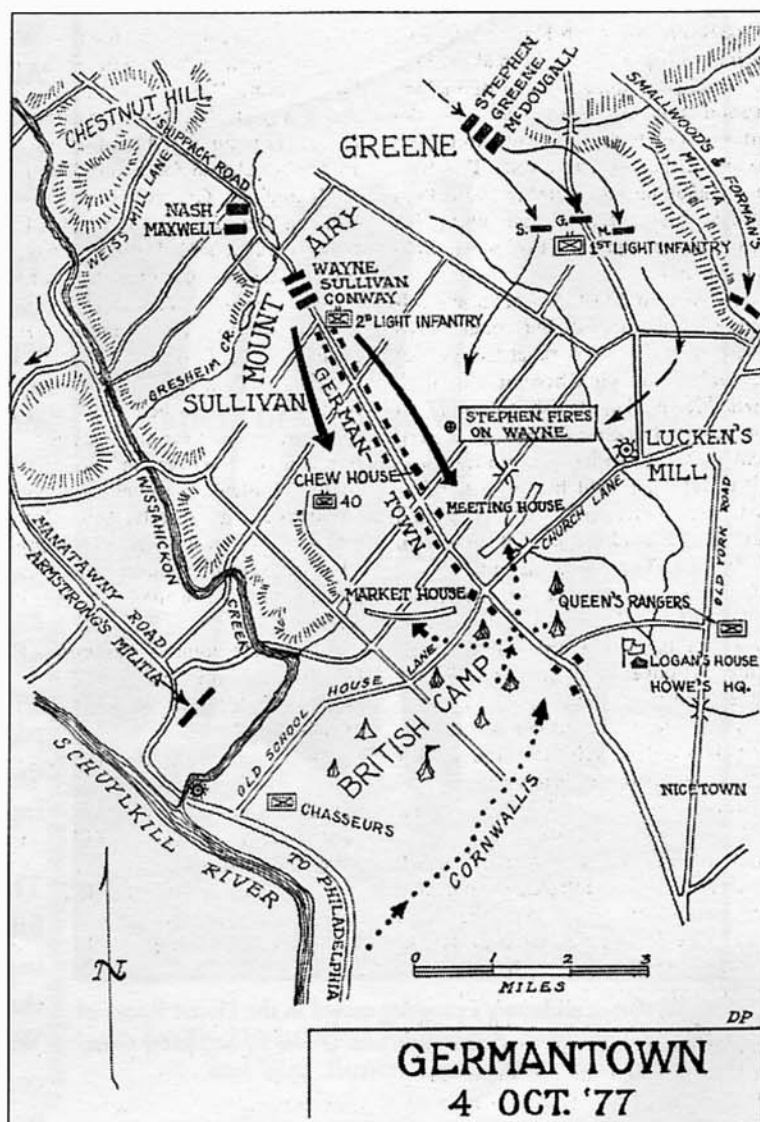 CHESTNUT HILL
SKIPPACK ROAD
WEISS MILL LANE
NASH
MAXWELL
STEPHEN
GREENE
McDOUGALL
GREENE
SMALLWOOD'S & FORMAN'S
MILITIA
S.
G.
M.
1ST LIGHT INFANTRY
MOUNT AIRY
WAYNE
SULLIVAN
CONWAY
2D LIGHT INFANTRY
GRESHEIM CR.
SULLIVAN
GERMAN-
TOWN
STEPHEN FIRES
ON WAYNE
LUCKEN'S
MILL
CHEW HOUSE
40
MEETING HOUSE
CHURCH LANE
OLD YORK ROAD
WISSAHICKON
CREEK
MANATAWNY ROAD
ARMSTRONG'S MILITIA
MARKET HOUSE
QUEEN'S RANGERS
LOGAN'S HOUSE
HOWE'S HQ.
OLD SCHOOL HOUSE LANE
BRITISH CAMP
NICETOWN
CHASSEURS
CORNWALLIS
SCHUYLKILL
RIVER
TO PHILADELPHIA
N
0 1 2 3
MILES
DP
GERMANTOWN
4 OCT. '77